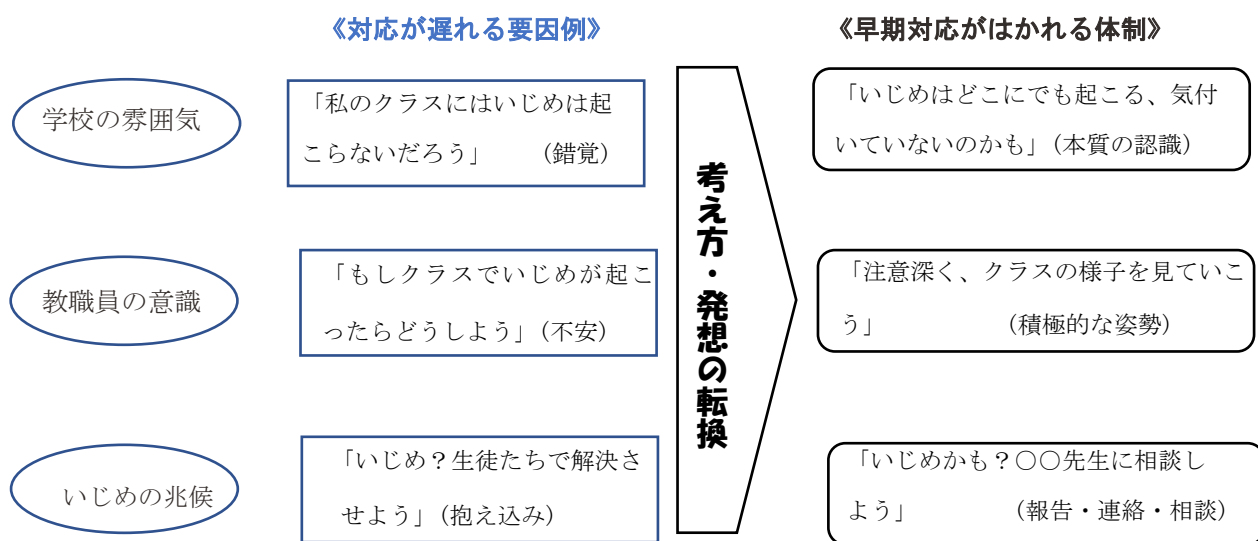 《対応が遅れる要因例》
《早期対応がはかれる体制》
学校の雰囲気
「私のクラスにはいじめは起
こらないだろう」 (錯覚)
「いじめはどこにでも起こる、気付
いていないのかも」(本質の認識)
考え方・発想の転換
教職員の意識
「もしクラスでいじめが起こ
ったらどうしよう」(不安)
「注意深く、クラスの様子を見ていこ
う」 (積極的な姿勢)
いじめの兆候
「いじめ？生徒たちで解決さ
せよう」(抱え込み)
「いじめかも？〇〇先生に相談し
よう」 (報告・連絡・相談)